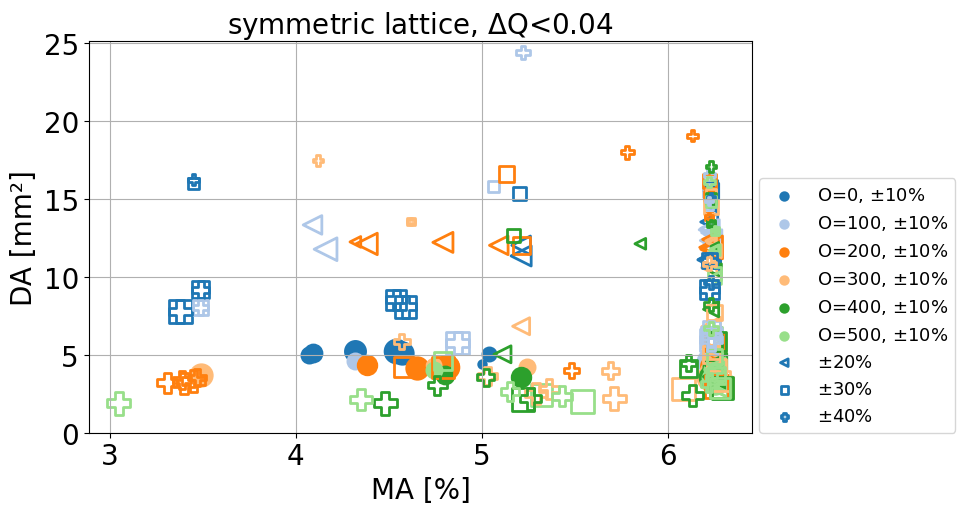 symmetric lattice, ΔQ<0.04
DA [mm²]
25
20
15
10
5
0
3
4
5
6
MA [%]
O=0, ±10%
O=100, ±10%
O=200, ±10%
O=300, ±10%
O=400, ±10%
O=500, ±10%
±20%
±30%
±40%